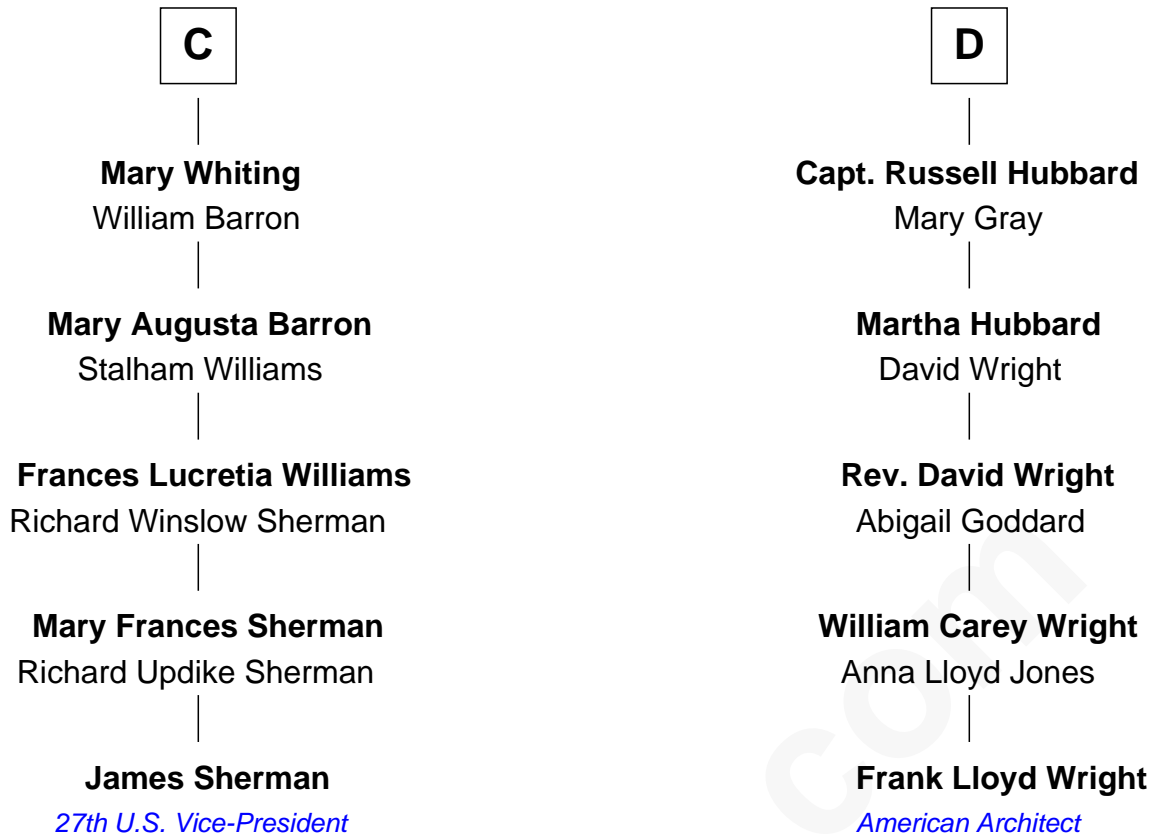 C
Mary Whiting
William Barron
Mary Augusta Barron
Stalham Williams
Frances Lucretia Williams
Richard Winslow Sherman
Mary Frances Sherman
Richard Updike Sherman
James Sherman
27th U.S. Vice-President
D
Capt. Russell Hubbard
Mary Gray
Martha Hubbard
David Wright
Rev. David Wright
Abigail Goddard
William Carey Wright
Anna Lloyd Jones
Frank Lloyd Wright
American Architect
com